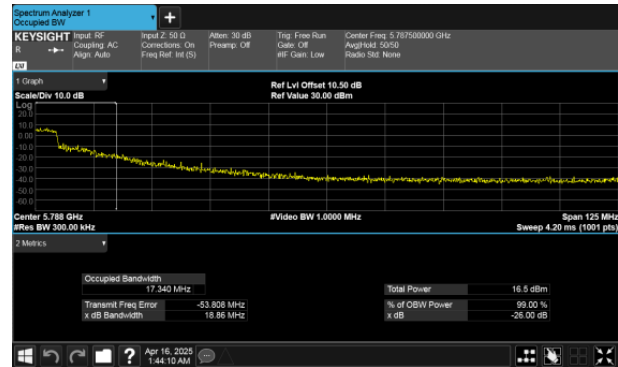 Spectrum Analyzer 1
Occupied BW
+
KEYSIGHT
R
LXI
Input: RF
Coupling: AC
Align: Auto
Input Z: 50 Ω
Corrections: On
Freq Ref: Int (S)
Atten: 30 dB
Preamp: Off
Trig: Free Run
Gate: Off
#IF Gain: Low
Center Freq: 5.787500000 GHz
Avg|Hold: 50/50
Radio Std: None
1 Graph
Scale/Div 10.0 dB
Ref Lvl Offset 10.50 dB
Ref Value 30.00 dBm
Log
20.0
10.0
0.00
-10.0
-20.0
-30.0
-40.0
-50.0
-60.0
Center 5.788 GHz
#Res BW 300.00 kHz
#Video BW 1.0000 MHz
Span 125 MHz
Sweep 4.20 ms (1001 pts)
2 Metrics
Occupied Bandwidth
17.340 MHz
Total Power 16.5 dBm
Transmit Freq Error -53.808 MHz
% of OBW Power 99.00 %
x dB Bandwidth 18.86 MHz
x dB -26.00 dB
?
Apr 16, 2025
1:44:10 AM